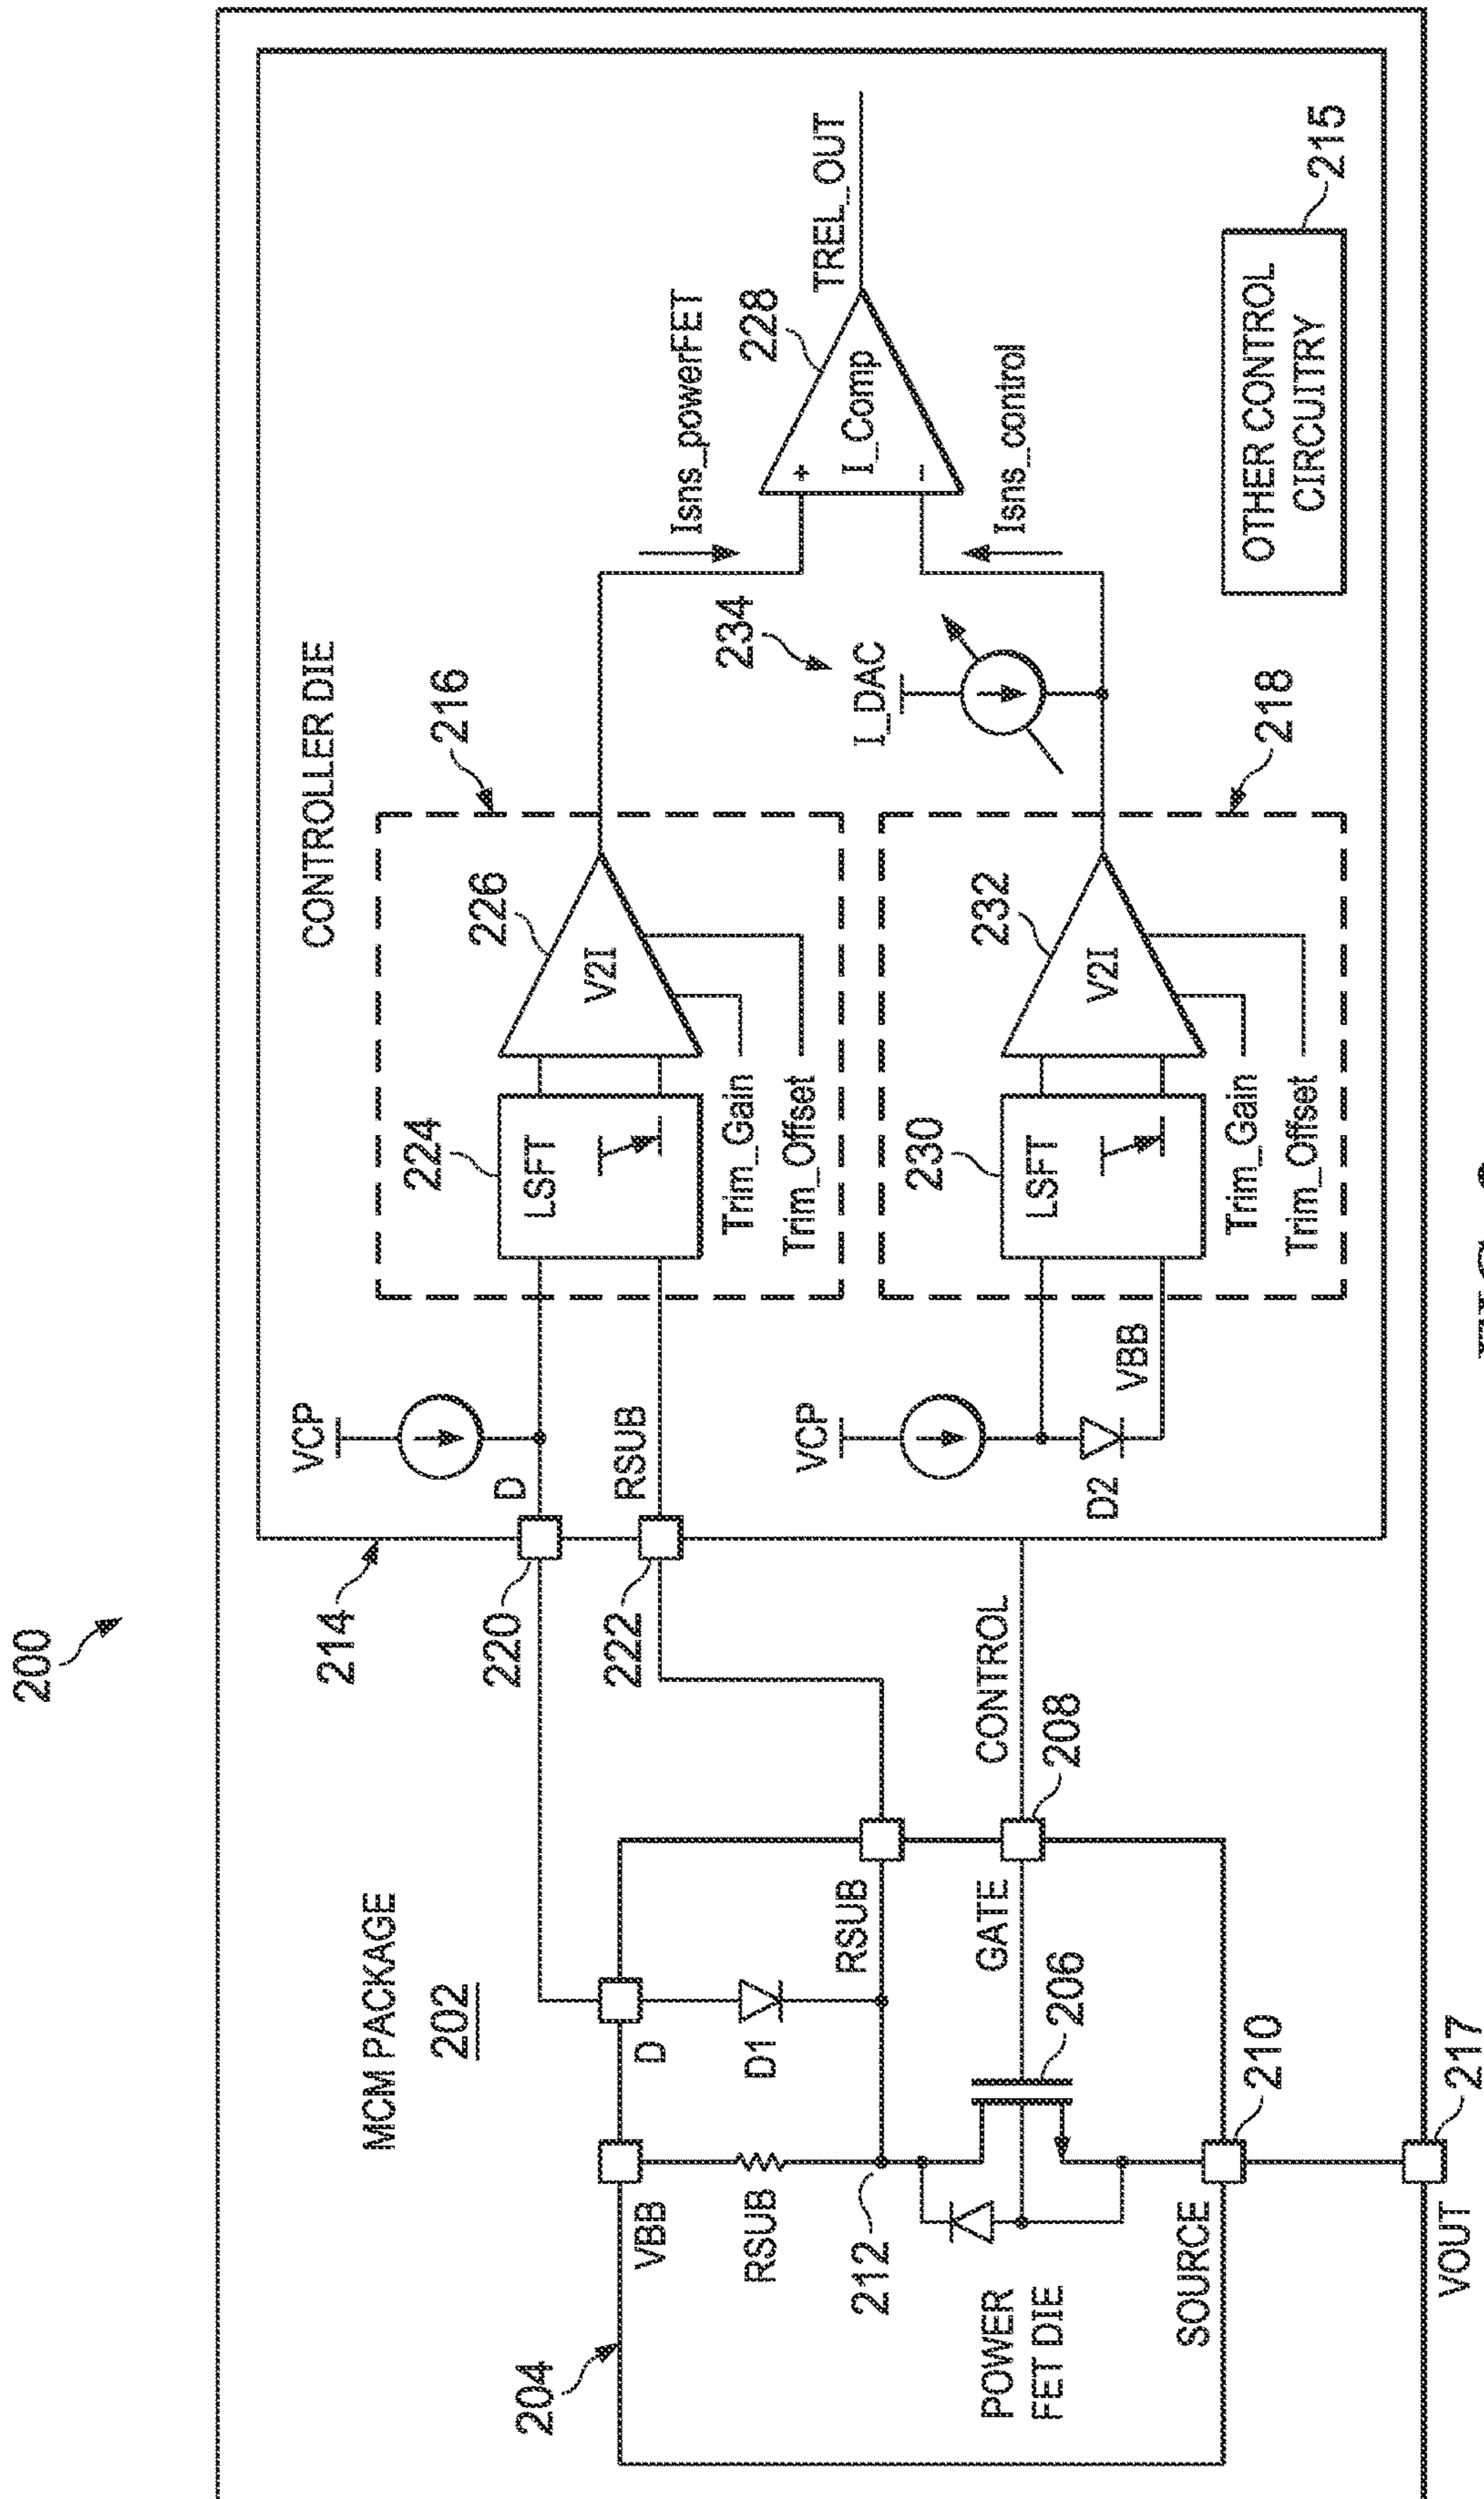 200
MCM PACKAGE
202
204
VBB
D
RSUB
D1
212
RSUB
POWER
FET DIE
206
GATE
208
CONTROL
SOURCE
210
VOUT
217
214
220
222
CONTROLLER DIE
VCP
D
RSUB
216
224
LSFT
226
V2I
Trim_Gain
Trim_Offset
VCP
D2
VBB
218
230
LSFT
232
V2I
Trim_Gain
Trim_Offset
234
I_DAC
Isns_powerFET
228
I_Comp
+
-
Isns_control
TREL_OUT
OTHER CONTROL
CIRCUITRY
215